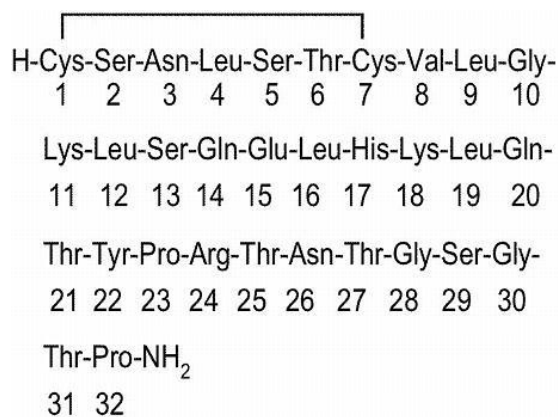 H-Cys-Ser-Asn-Leu-Ser-Thr-Cys-Val-Leu-Gly-
1 2 3 4 5 6 7 8 9 10
Lys-Leu-Ser-Gln-Glu-Leu-His-Lys-Leu-Gln-
11 12 13 14 15 16 17 18 19 20
Thr-Tyr-Pro-Arg-Thr-Asn-Thr-Gly-Ser-Gly-
21 22 23 24 25 26 27 28 29 30
Thr-Pro-NH₂
31 32